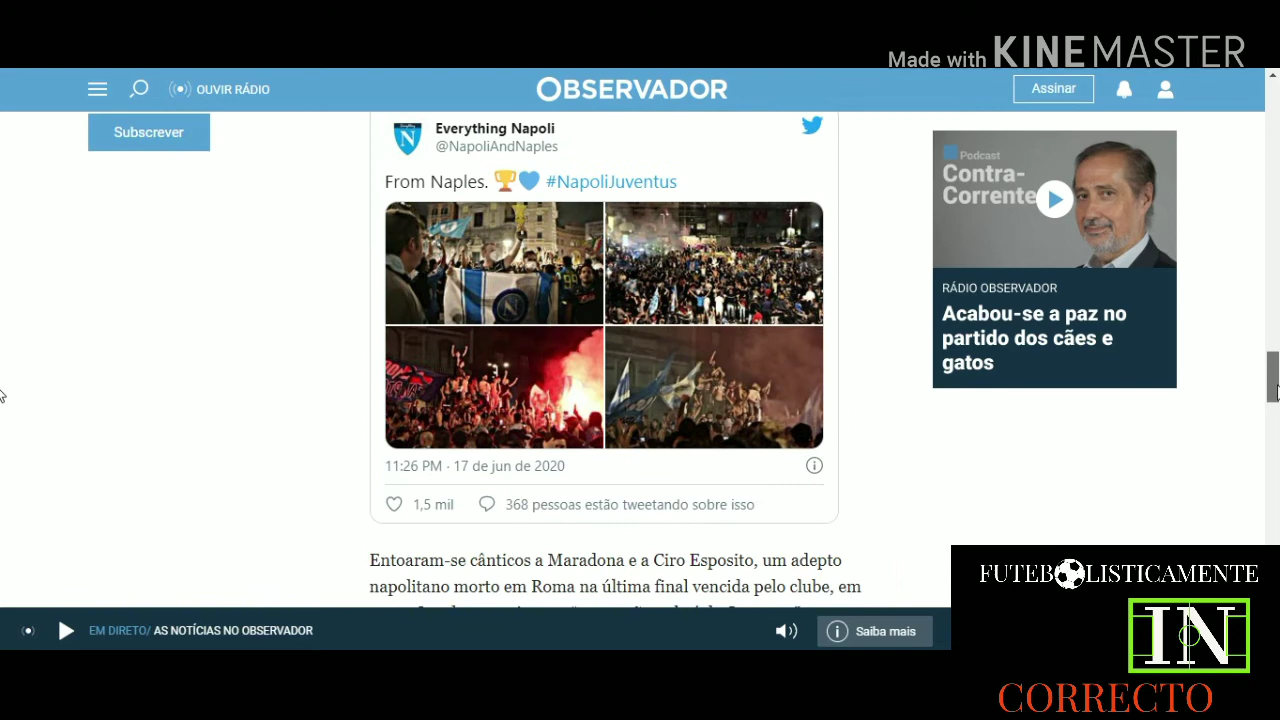 Made with KINEMASTER
OUVIR RÁDIO
OBSERVADOR
Assinar
Subscrever
Everything Napoli
@NapoliAndNaples
From Naples. 🏆💙 #NapoliJuventus
11:26 PM · 17 de jun de 2020
1,5 mil
368 pessoas estão tweetando sobre isso
Entoaram-se cânticos a Maradona e a Ciro Esposito, um adepto
napolitano morto em Roma na última final vencida pelo clube, em
Podcast
Contra-
Corrente
RÁDIO OBSERVADOR
Acabou-se a paz no
partido dos cães e
gatos
EM DIRETO/ AS NOTÍCIAS NO OBSERVADOR
Saiba mais
FUTEBOLISTICAMENTE
IN
CORRECTO